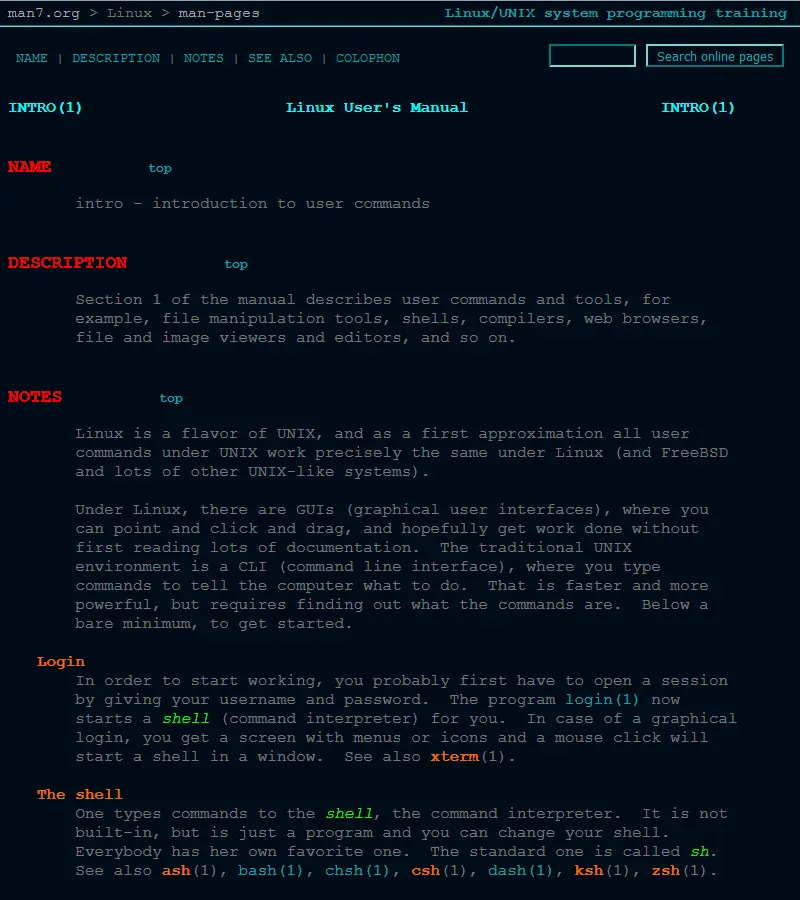 man7.org > Linux > man-pages
Linux/UNIX system programming training
NAME | DESCRIPTION | NOTES | SEE ALSO | COLOPHON
Search online pages
INTRO(1) Linux User's Manual INTRO(1)
NAME top
intro - introduction to user commands
DESCRIPTION top
Section 1 of the manual describes user commands and tools, for
example, file manipulation tools, shells, compilers, web browsers,
file and image viewers and editors, and so on.
NOTES top
Linux is a flavor of UNIX, and as a first approximation all user
commands under UNIX work precisely the same under Linux (and FreeBSD
and lots of other UNIX-like systems).
Under Linux, there are GUIs (graphical user interfaces), where you
can point and click and drag, and hopefully get work done without
first reading lots of documentation.  The traditional UNIX
environment is a CLI (command line interface), where you type
commands to tell the computer what to do.  That is faster and more
powerful, but requires finding out what the commands are.  Below a
bare minimum, to get started.
Login
In order to start working, you probably first have to open a session
by giving your username and password.  The program login(1) now
starts a shell (command interpreter) for you.  In case of a graphical
login, you get a screen with menus or icons and a mouse click will
start a shell in a window.  See also xterm(1).
The shell
One types commands to the shell, the command interpreter.  It is not
built-in, but is just a program and you can change your shell.
Everybody has her own favorite one.  The standard one is called sh.
See also ash(1), bash(1), chsh(1), csh(1), dash(1), ksh(1), zsh(1).